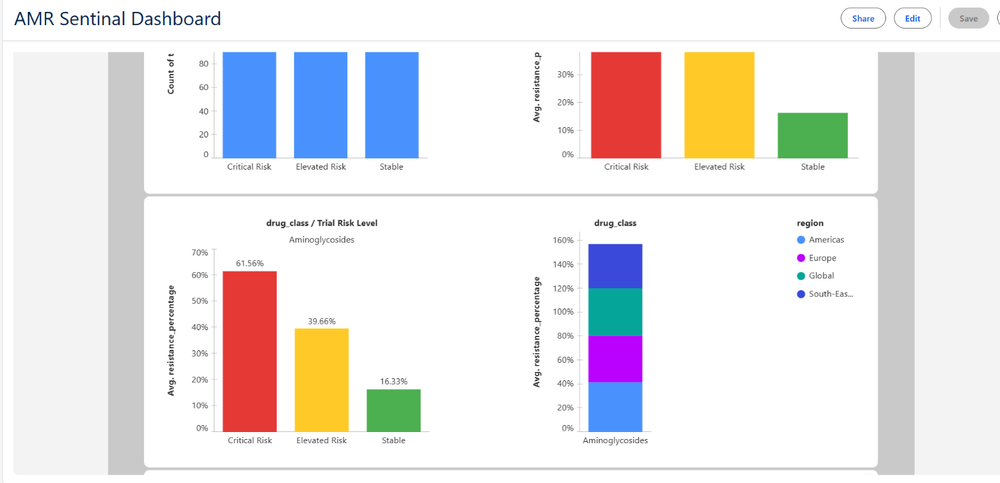 AMR Sentinal Dashboard
Share
Edit
Save
Count of t
80
60
40
20
0
Critical Risk
Elevated Risk
Stable
Avg. resistance_p
30%
20%
10%
0%
Critical Risk
Elevated Risk
Stable
drug_class / Trial Risk Level
Aminoglycosides
Avg. resistance_percentage
70%
60%
50%
40%
30%
20%
10%
0%
61.56%
39.66%
16.33%
Critical Risk
Elevated Risk
Stable
drug_class
Avg. resistance_percentage
160%
140%
120%
100%
80%
60%
40%
20%
0%
Aminoglycosides
region
Americas
Europe
Global
South-Eas...